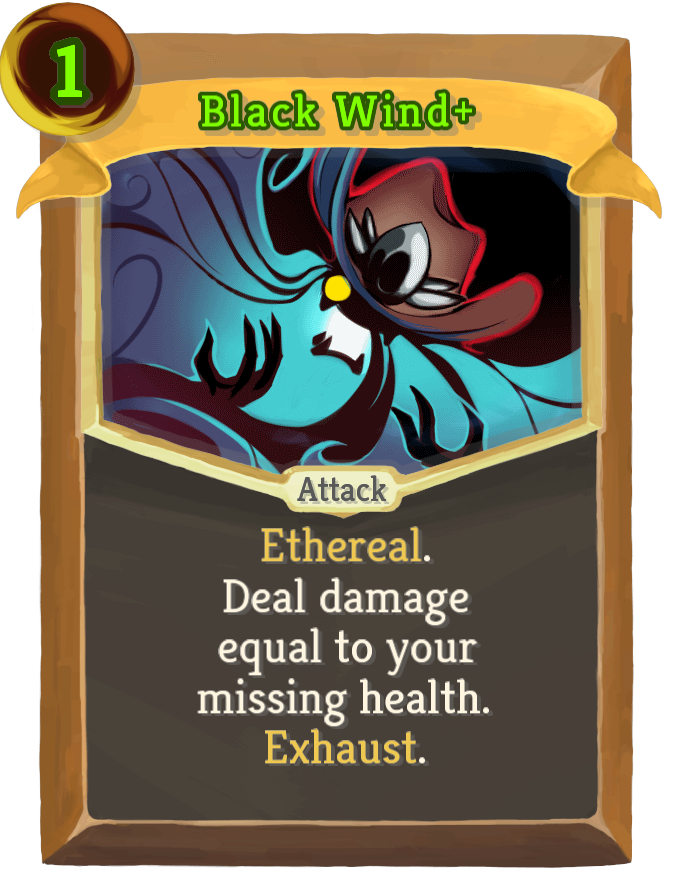 1
Black Wind+
Attack
Ethereal.
Deal damage
equal to your
missing health.
Exhaust.